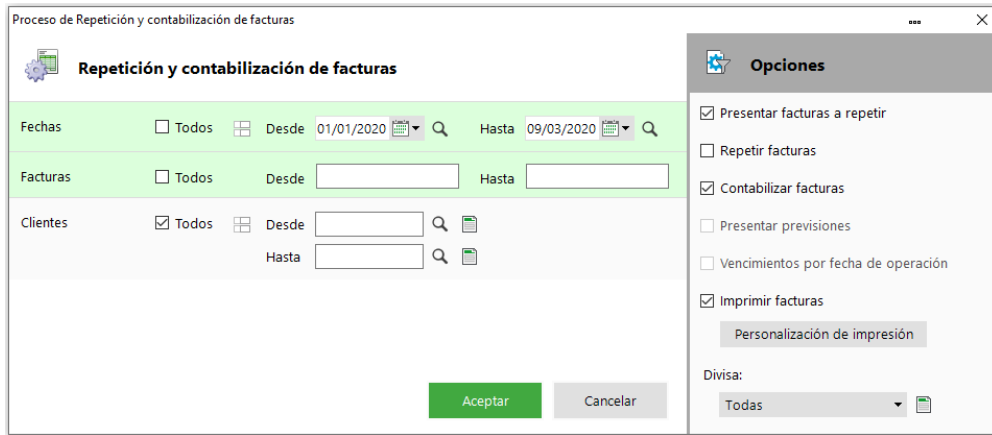 Proceso de Repetición y contabilización de facturas
Repetición y contabilización de facturas
Fechas Todos Desde 01/01/2020 Hasta 09/03/2020
Facturas Todos Desde Hasta
Clientes Todos Desde
Hasta
Aceptar Cancelar
Opciones
Presentar facturas a repetir
Repetir facturas
Contabilizar facturas
Presentar previsiones
Vencimientos por fecha de operación
Imprimir facturas
Personalización de impresión
Divisa:
Todas